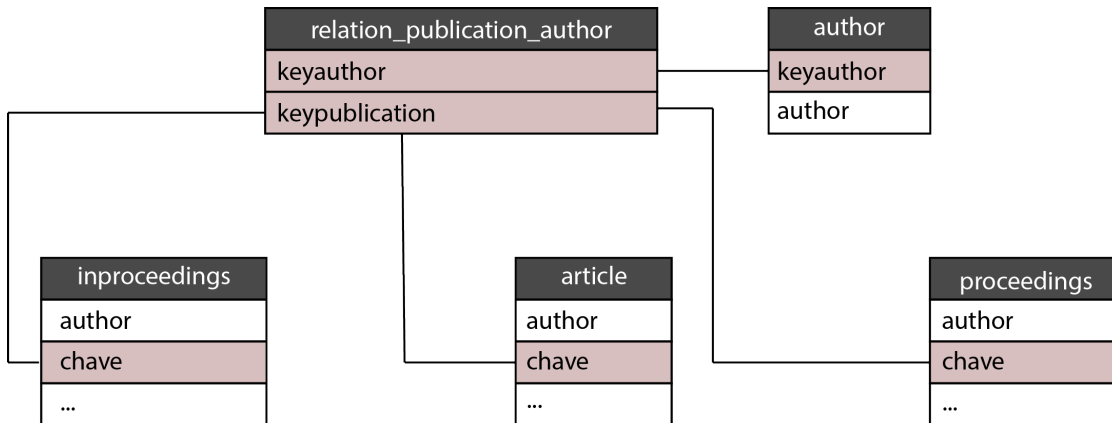 relation_publication_author
keyauthor
keypublication
author
keyauthor
author
inproceedings
author
chave
...
article
author
chave
...
proceedings
author
chave
...